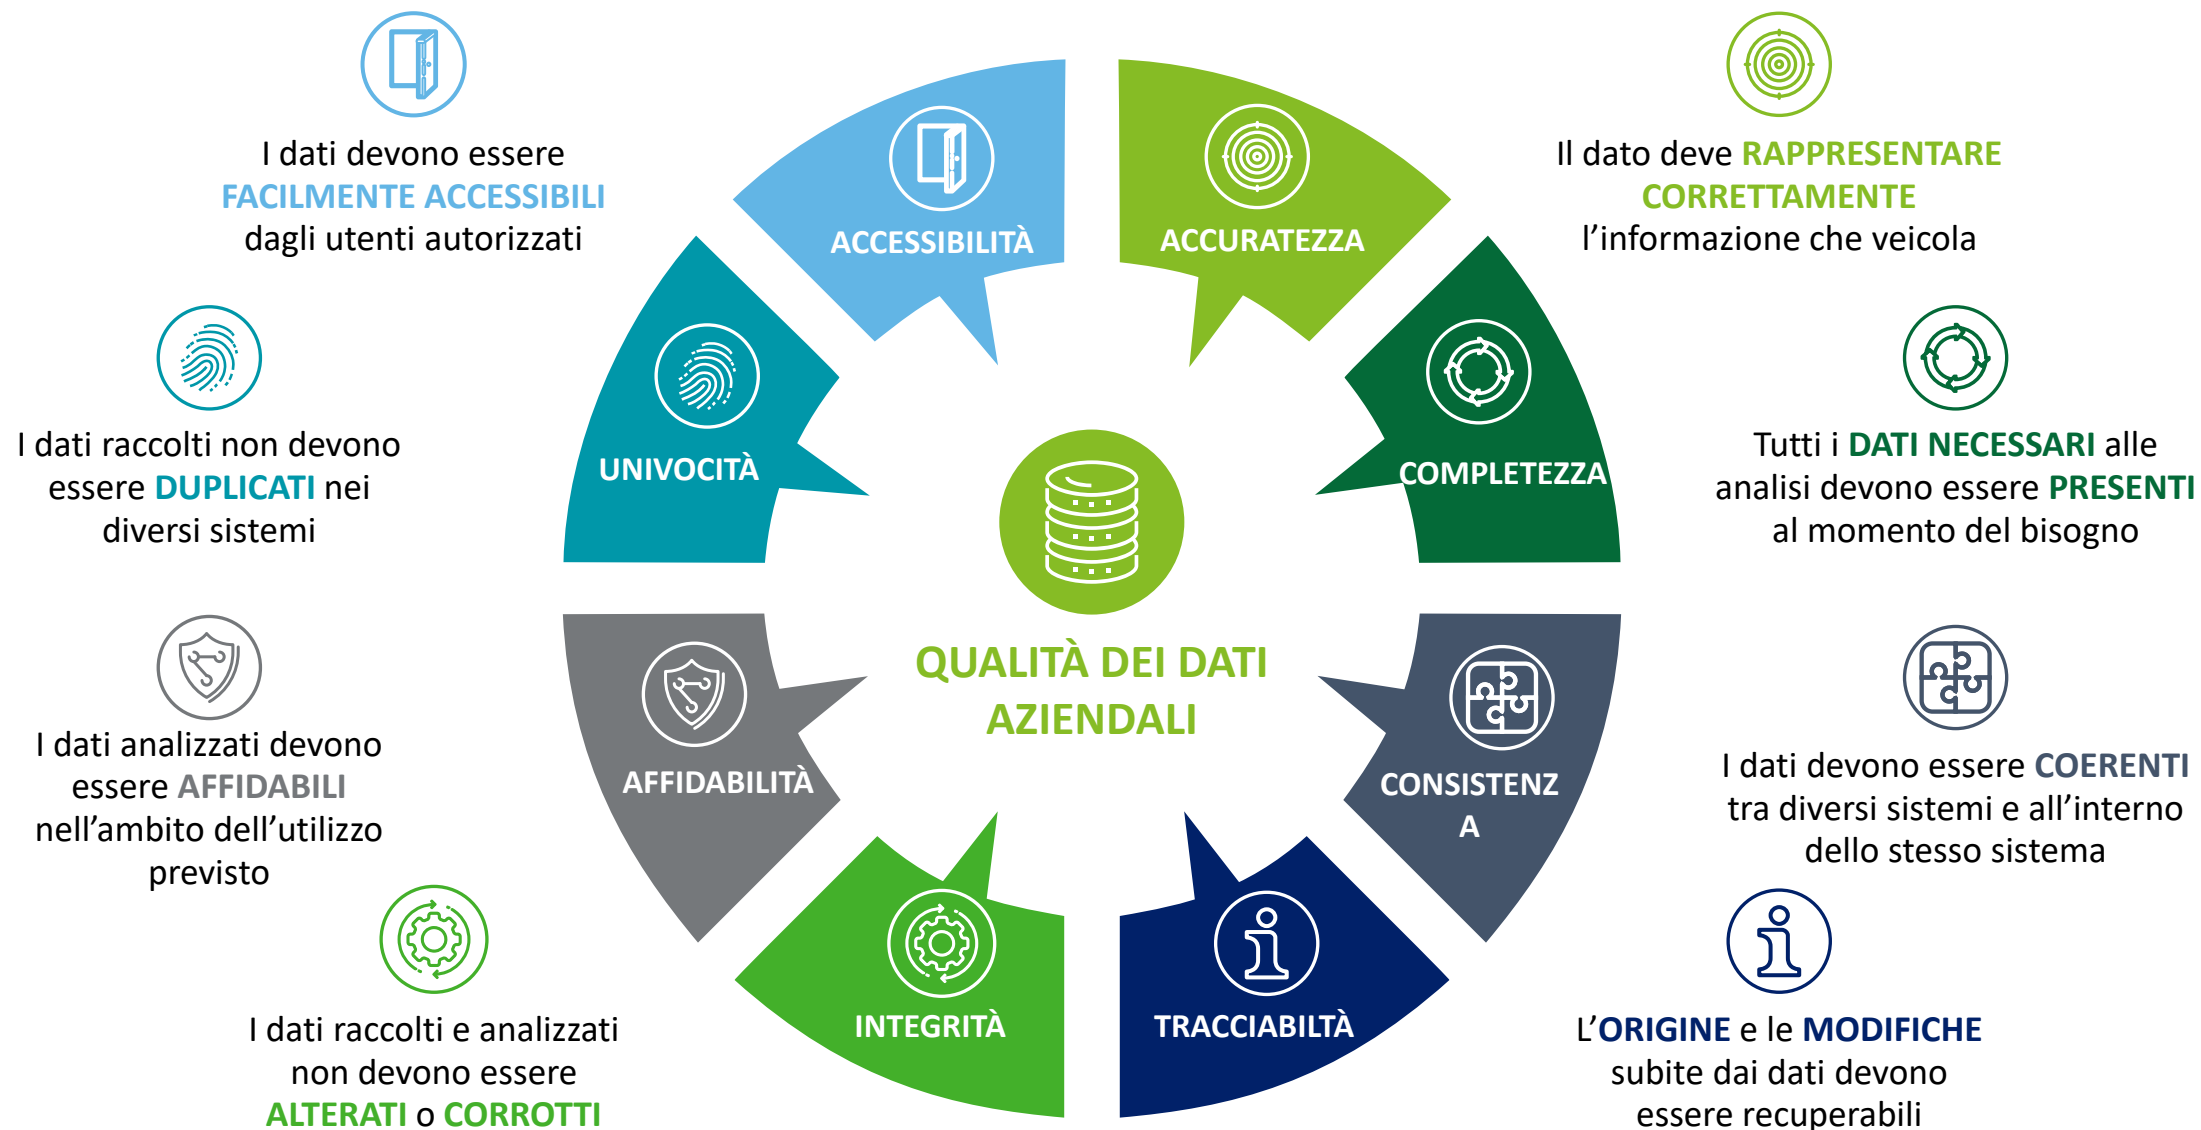 I dati devono essere
FACILMENTE ACCESSIBILI
dagli utenti autorizzati
ACCESSIBILITÀ
ACCURATEZZA
Il dato deve RAPPRESENTARE
CORRETTAMENTE
l’informazione che veicola
I dati raccolti non devono
essere DUPLICATI nei
diversi sistemi
UNIVOCITÀ
COMPLETEZZA
Tutti i DATI NECESSARI alle
analisi devono essere PRESENTI
al momento del bisogno
QUALITÀ DEI DATI
AZIENDALI
I dati analizzati devono
essere AFFIDABILI
nell’ambito dell’utilizzo
previsto
AFFIDABILITÀ
CONSISTENZ
A
I dati devono essere COERENTI
tra diversi sistemi e all’interno
dello stesso sistema
I dati raccolti e analizzati
non devono essere
ALTERATI o CORROTTI
INTEGRITÀ
TRACCIABILTÀ
L’ORIGINE e le MODIFICHE
subite dai dati devono
essere recuperabili